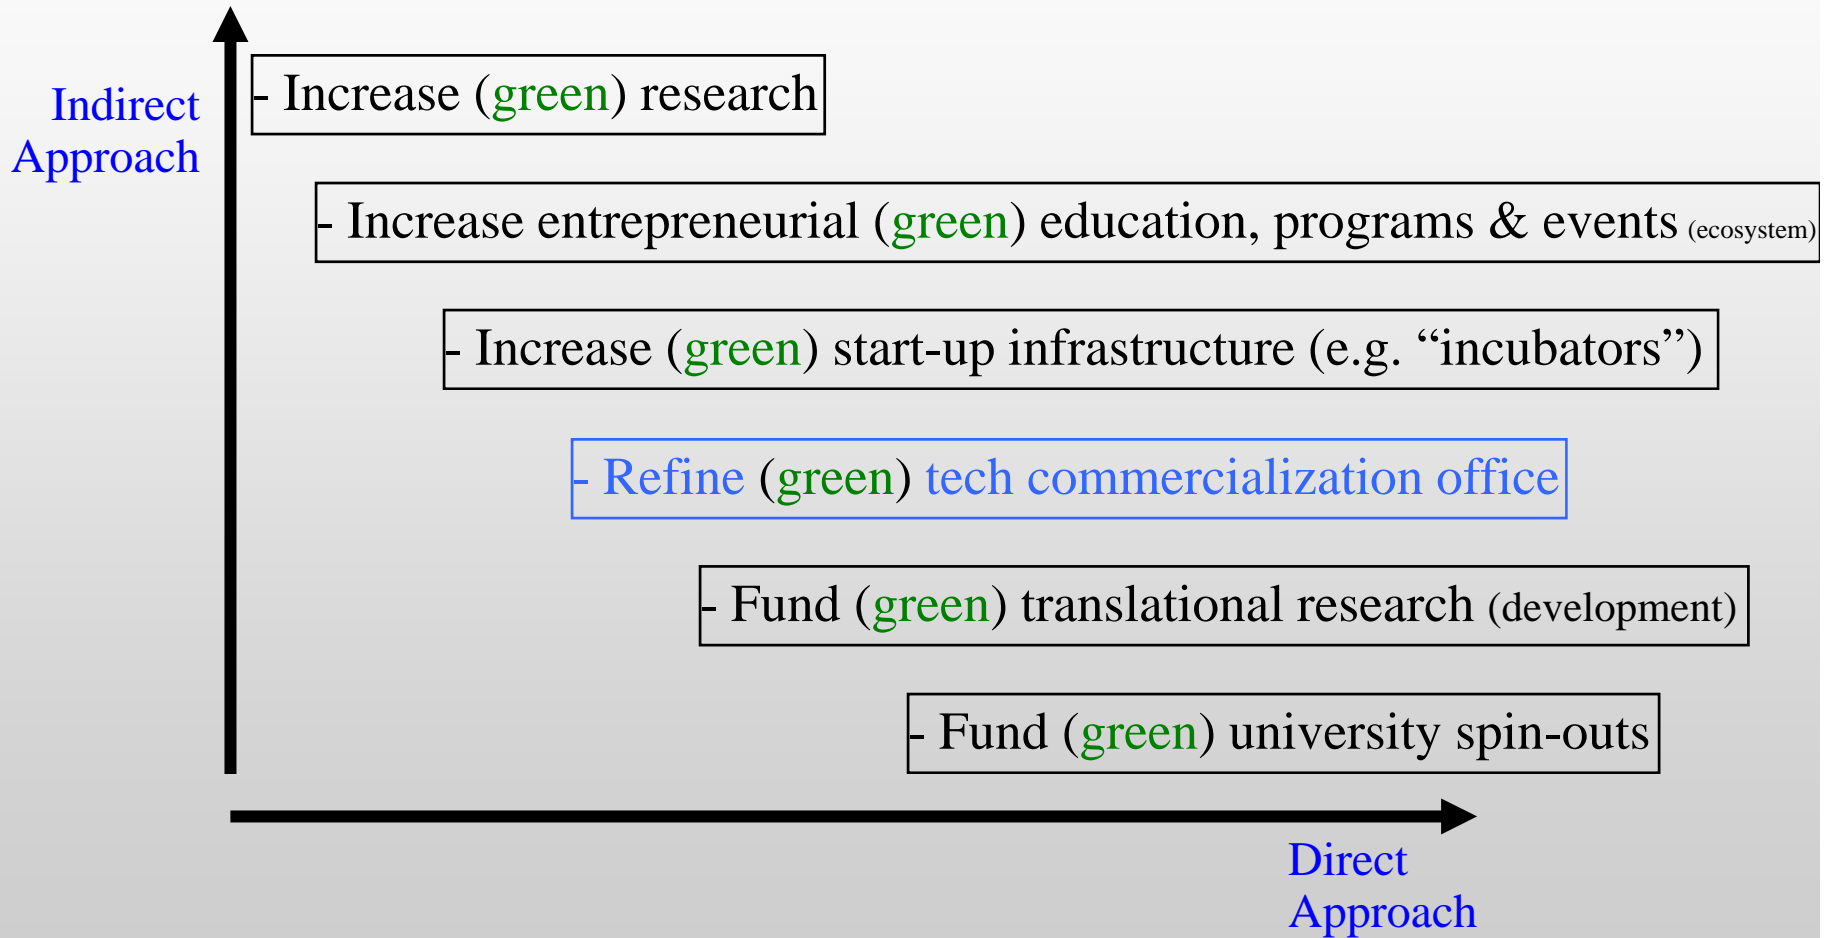 Indirect
Approach
- Increase (green) research
- Increase entrepreneurial (green) education, programs & events (ecosystem)
- Increase (green) start-up infrastructure (e.g. “incubators”)
- Refine (green) tech commercialization office
- Fund (green) translational research (development)
- Fund (green) university spin-outs
Direct
Approach